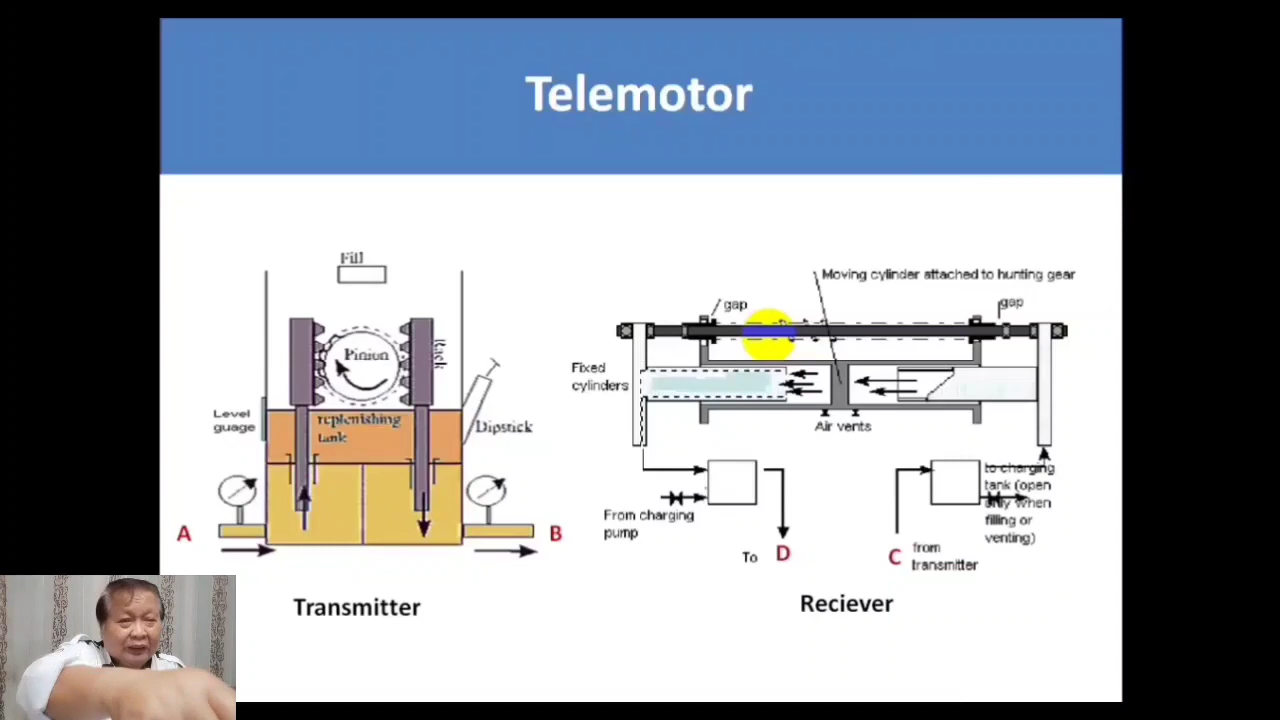 Telemotor
Fill
Pinion
Rack
replenishing
tank
Level
guage
Dipstick
A
B
Transmitter
Moving cylinder attached to hunting gear
gap
gap
Fixed
cylinders
Air vents
From charging
pump
To
D
C
from
transmitter
to charging
tank (open
only when
filling or
venting)
Reciever